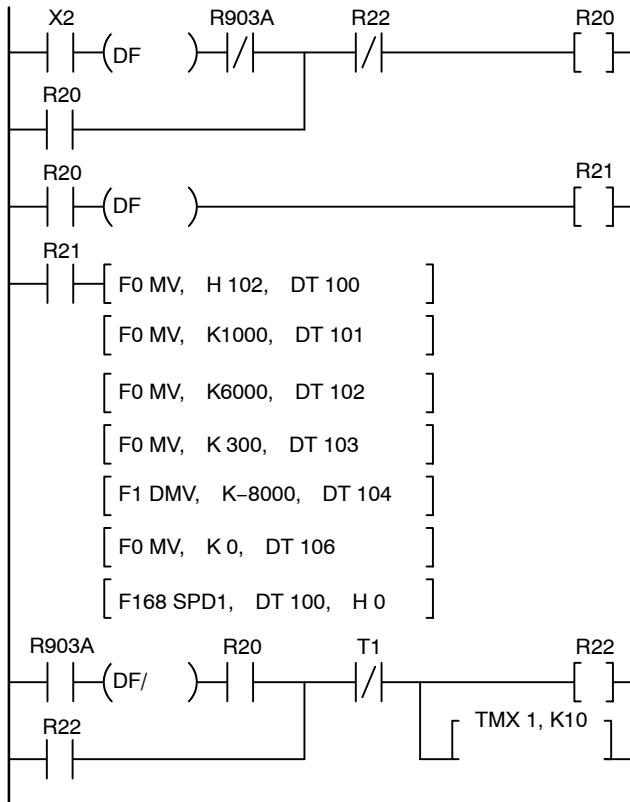 X2 R903A R22 R20
(DF )
R20
R20 R21
(DF )
R21
F0 MV, H 102, DT 100
F0 MV, K1000, DT 101
F0 MV, K6000, DT 102
F0 MV, K 300, DT 103
F1 DMV, K−8000, DT 104
F0 MV, K 0, DT 106
F168 SPD1, DT 100, H 0
R903A R20 T1 R22
(DF/ )
R22 TMX 1, K10